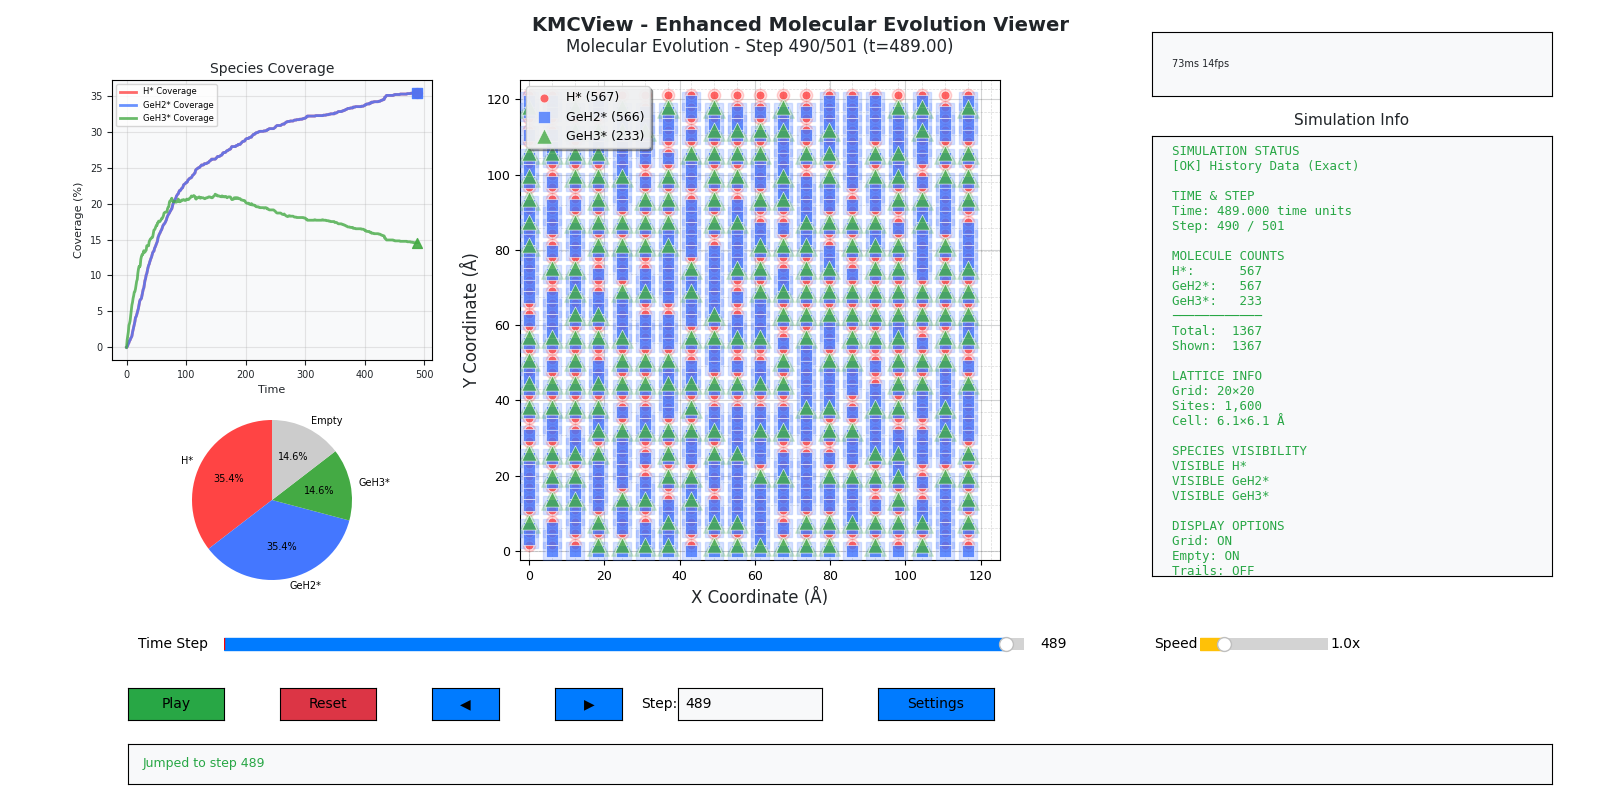 KMCView - Enhanced Molecular Evolution Viewer
Molecular Evolution - Step 490/501 (t=489.00)
73ms 14fps
Species Coverage
H* Coverage
GeH2* Coverage
GeH3* Coverage
Coverage (%)
35
30
25
20
15
10
5
0
0 100 200 300 400 500
Time
H* (567)
GeH2* (566)
GeH3* (233)
Y Coordinate (Å)
120
100
80
60
40
20
0
0 20 40 60 80 100 120
X Coordinate (Å)
Empty
14.6%
H*
35.4%
GeH3*
14.6%
35.4%
GeH2*
Simulation Info
SIMULATION STATUS
[OK] History Data (Exact)
TIME & STEP
Time: 489.000 time units
Step: 490 / 501
MOLECULE COUNTS
H*: 567
GeH2*: 567
GeH3*: 233
────────────
Total: 1367
Shown: 1367
LATTICE INFO
Grid: 20×20
Sites: 1,600
Cell: 6.1×6.1 Å
SPECIES VISIBILITY
VISIBLE H*
VISIBLE GeH2*
VISIBLE GeH3*
DISPLAY OPTIONS
Grid: ON
Empty: ON
Trails: OFF
Time Step 489
Speed 1.0x
Play Reset ◀ ▶ Step: 489 Settings
Jumped to step 489